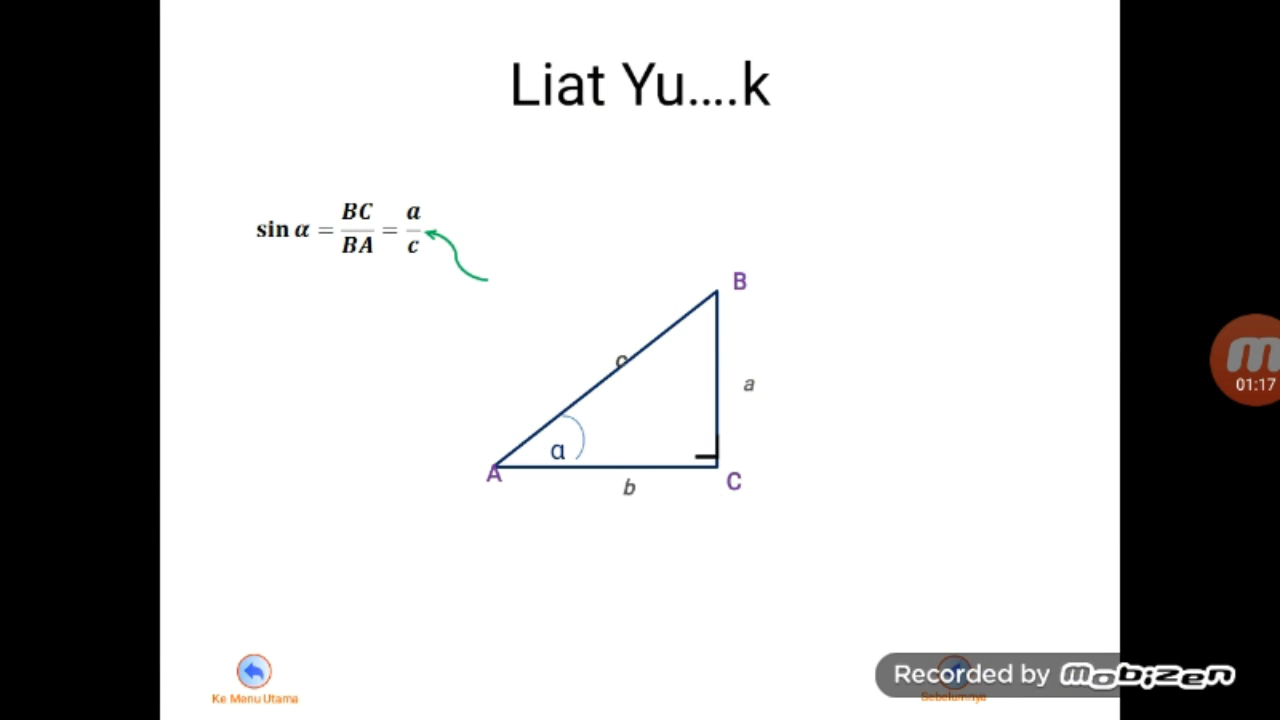 Liat Yu....k
sin α = BC/BA = a/c
B
c
a
01:17
α
A
b
C
Ke Menu Utama
Recorded by mobizen
Sebelumnya